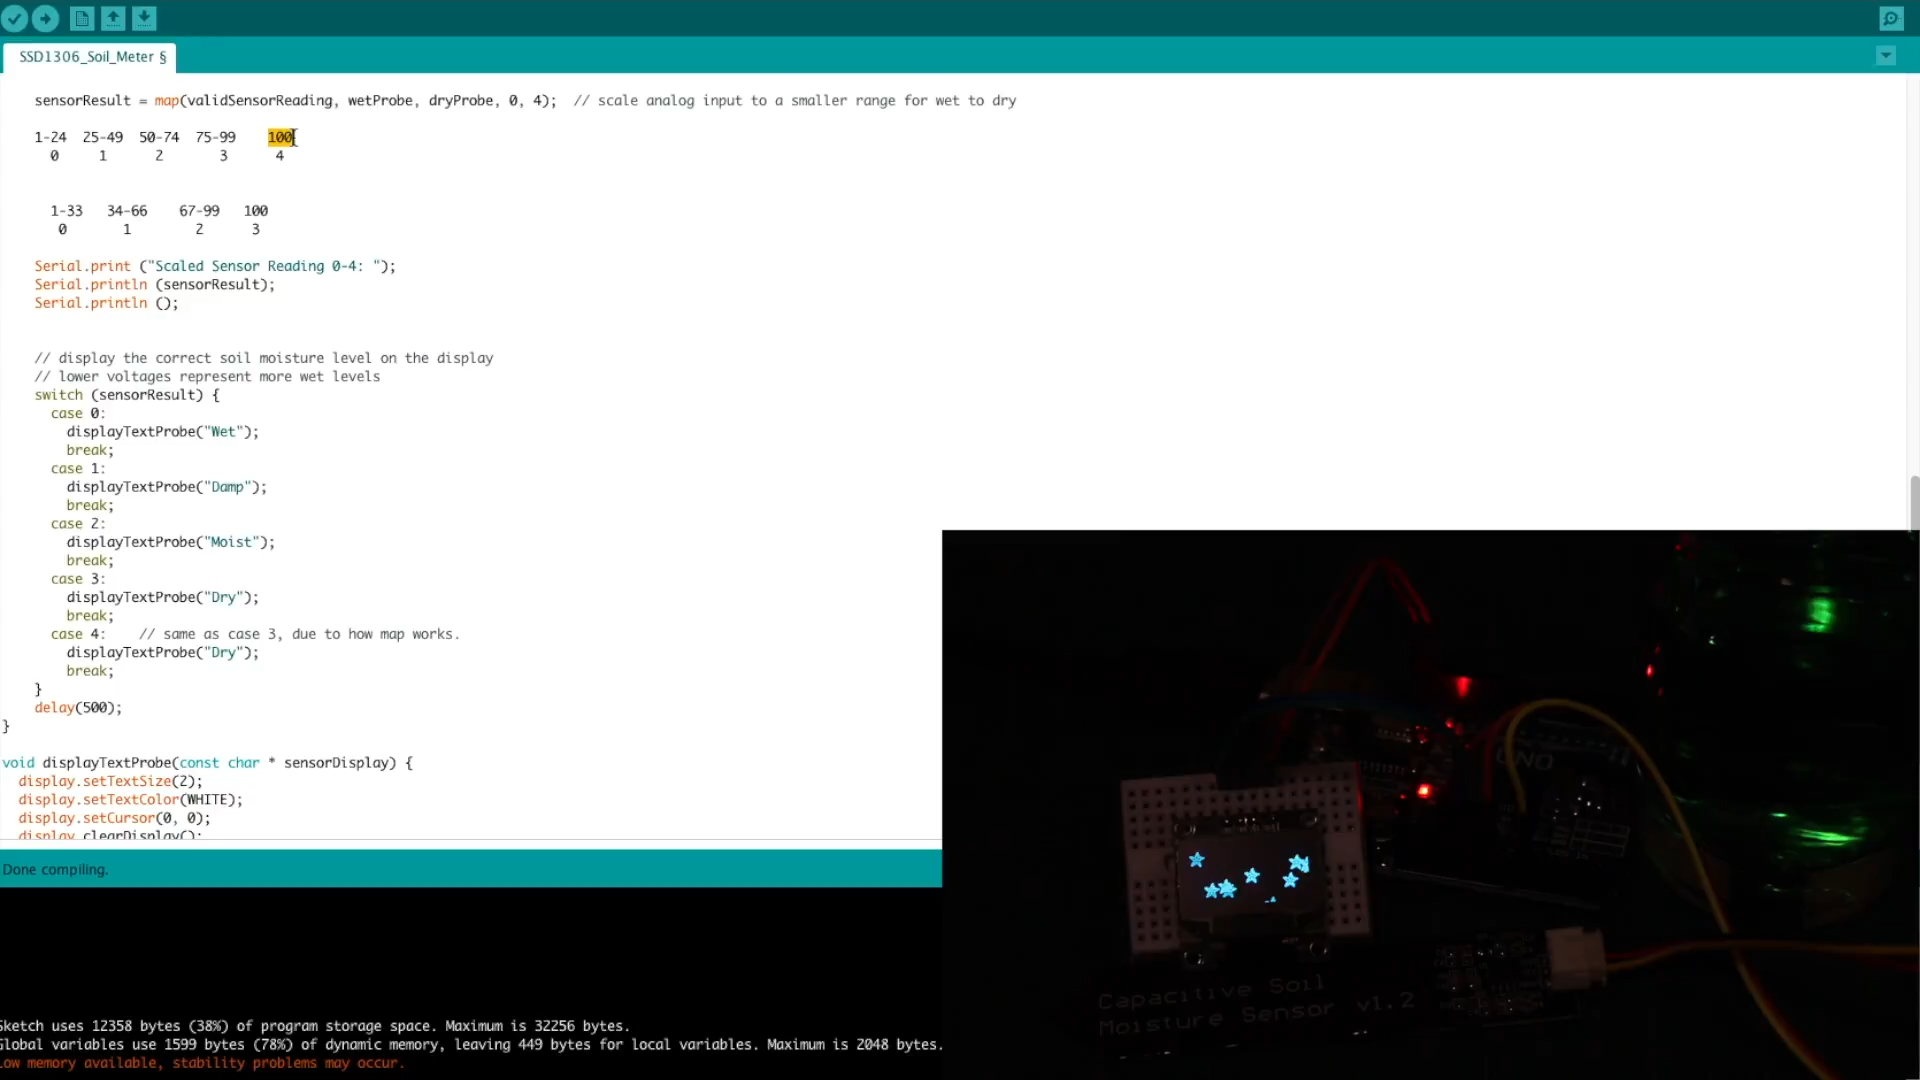 SSD1306_Soil_Meter §
sensorResult = map(validSensorReading, wetProbe, dryProbe, 0, 4);  // scale analog input to a smaller range for wet to dry
1-24 25-49 50-74 75-99 100
0 1 2 3 4
1-33 34-66 67-99 100
0 1 2 3
Serial.print ("Scaled Sensor Reading 0-4: ");
Serial.println (sensorResult);
Serial.println ();
// display the correct soil moisture level on the display
// lower voltages represent more wet levels
switch (sensorResult) {
case 0:
displayTextProbe("Wet");
break;
case 1:
displayTextProbe("Damp");
break;
case 2:
displayTextProbe("Moist");
break;
case 3:
displayTextProbe("Dry");
break;
case 4:    // same as case 3, due to how map works.
displayTextProbe("Dry");
break;
}
delay(500);
}
void displayTextProbe(const char * sensorDisplay) {
display.setTextSize(2);
display.setTextColor(WHITE);
display.setCursor(0, 0);
display.clearDisplay();
Done compiling.
Sketch uses 12358 bytes (38%) of program storage space. Maximum is 32256 bytes.
Global variables use 1599 bytes (78%) of dynamic memory, leaving 449 bytes for local variables. Maximum is 2048 bytes.
Low memory available, stability problems may occur.
UNO
Capacitive Soil
Moisture Sensor v1.2